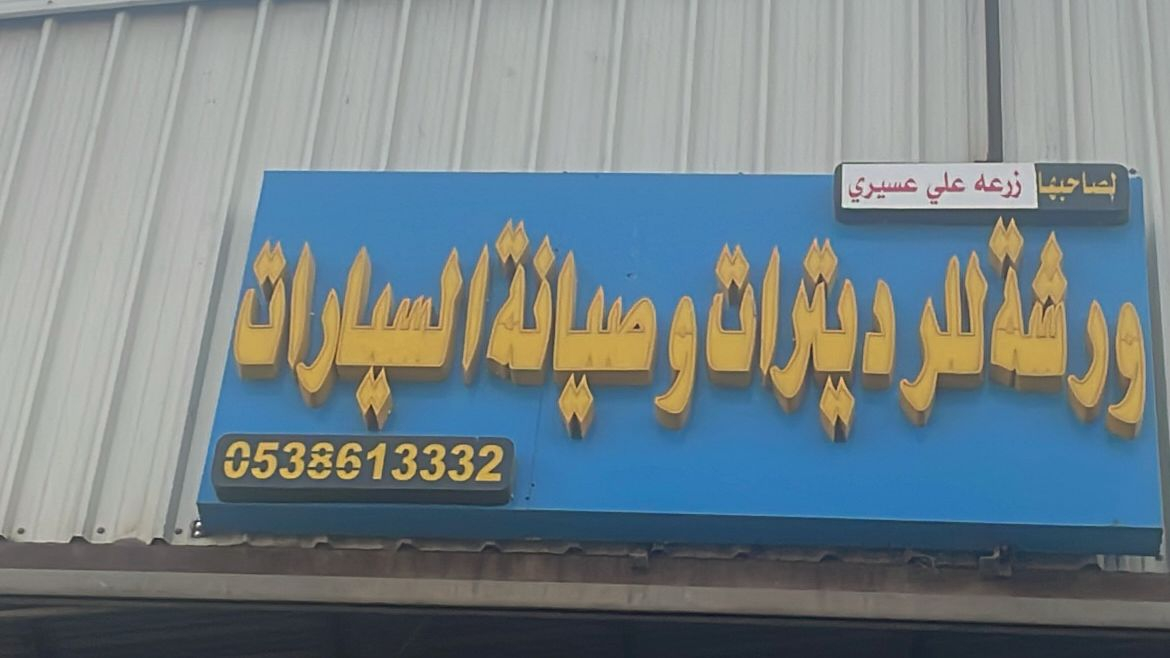 لصاحبها زرعه علي عسيري
ورشة للرديترات وصيانة السيارات
0538613332